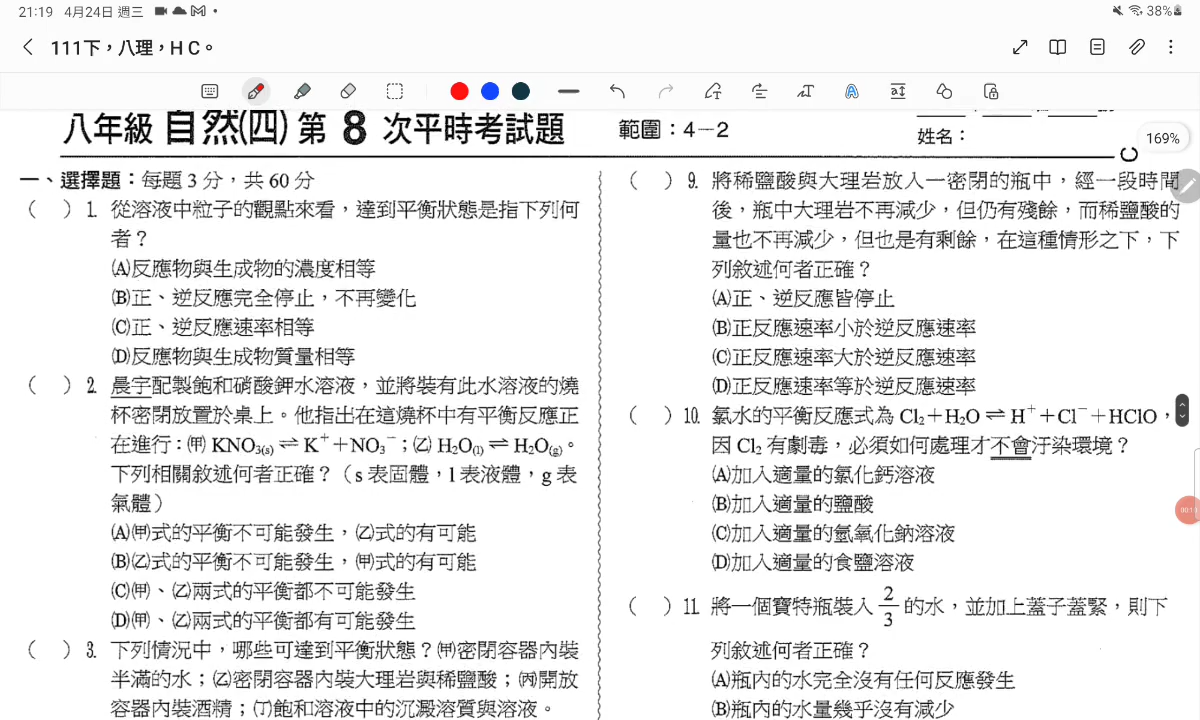 21:19 4月24日 週三
38%
111下，八理，H C。
169%
八年級 自然(四) 第 8 次平時考試題 範圍：4－2
姓名：
一、選擇題：每題 3 分，共 60 分
（　）1. 從溶液中粒子的觀點來看，達到平衡狀態是指下列何
者？
(A)反應物與生成物的濃度相等
(B)正、逆反應完全停止，不再變化
(C)正、逆反應速率相等
(D)反應物與生成物質量相等
（　）2. 晨宇配製飽和硝酸鉀水溶液，並將裝有此水溶液的燒
杯密閉放置於桌上。他指出在這燒杯中有平衡反應正
在進行：(甲) KNO₃₍ₛ₎ ⇌ K⁺＋NO₃⁻；(乙) H₂O₍ₗ₎ ⇌ H₂O₍g₎。
下列相關敘述何者正確？（s 表固體，l 表液體，g 表
氣體）
(A)(甲)式的平衡不可能發生，(乙)式的有可能
(B)(乙)式的平衡不可能發生，(甲)式的有可能
(C)(甲)、(乙)兩式的平衡都不可能發生
(D)(甲)、(乙)兩式的平衡都有可能發生
（　）3. 下列情況中，哪些可達到平衡狀態？(甲)密閉容器內裝
半滿的水；(乙)密閉容器內裝大理岩與稀鹽酸；(丙)開放
容器內裝酒精；(丁)飽和溶液中的沉澱溶質與溶液。
（　）9. 將稀鹽酸與大理岩放入一密閉的瓶中，經一段時間
後，瓶中大理岩不再減少，但仍有殘餘，而稀鹽酸的
量也不再減少，但也是有剩餘，在這種情形之下，下
列敘述何者正確？
(A)正、逆反應皆停止
(B)正反應速率小於逆反應速率
(C)正反應速率大於逆反應速率
(D)正反應速率等於逆反應速率
（　）10. 氯水的平衡反應式為 Cl₂＋H₂O ⇌ H⁺＋Cl⁻＋HClO，
因 Cl₂ 有劇毒，必須如何處理才不會汙染環境？
(A)加入適量的氯化鈣溶液
(B)加入適量的鹽酸
(C)加入適量的氫氧化鈉溶液
(D)加入適量的食鹽溶液
（　）11. 將一個寶特瓶裝入 2/3 的水，並加上蓋子蓋緊，則下
列敘述何者正確？
(A)瓶內的水完全沒有任何反應發生
(B)瓶內的水量幾乎沒有減少